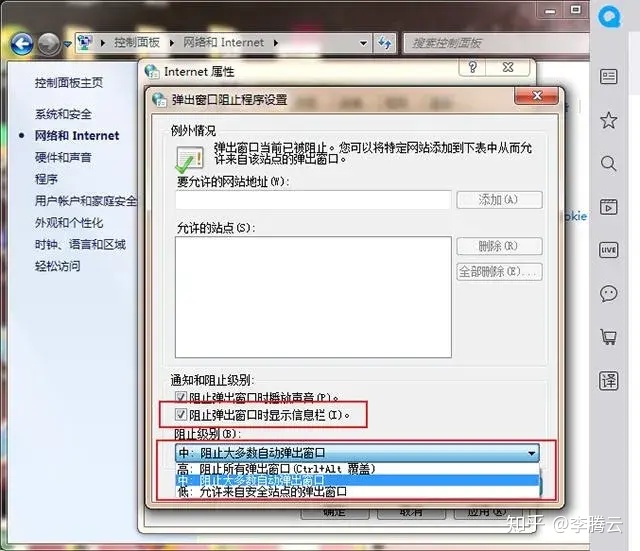 控制面板 ▸ 网络和 Internet ▸
搜索控制面板
Internet 属性
控制面板主页
系统和安全
网络和 Internet
硬件和声音
程序
用户帐户和家庭安全
外观和个性化
时钟、语言和区域
轻松访问
弹出窗口阻止程序设置
例外情况
弹出窗口当前已被阻止。您可以将特定网站添加到下表中从而允
许来自该站点的弹出窗口。
要允许的网站地址(W):
添加(A)
允许的站点(S):
删除(R)
全部删除(E)...
okie
通知和阻止级别:
阻止弹出窗口时播放声音(P)。
阻止弹出窗口时显示信息栏(I)。
阻止级别(B):
中: 阻止大多数自动弹出窗口
高: 阻止所有弹出窗口(Ctrl+Alt 覆盖)
中: 阻止大多数自动弹出窗口
低: 允许来自安全站点的弹出窗口
确定
取消
应用(A)
LIVE
译
知乎 @李腾云